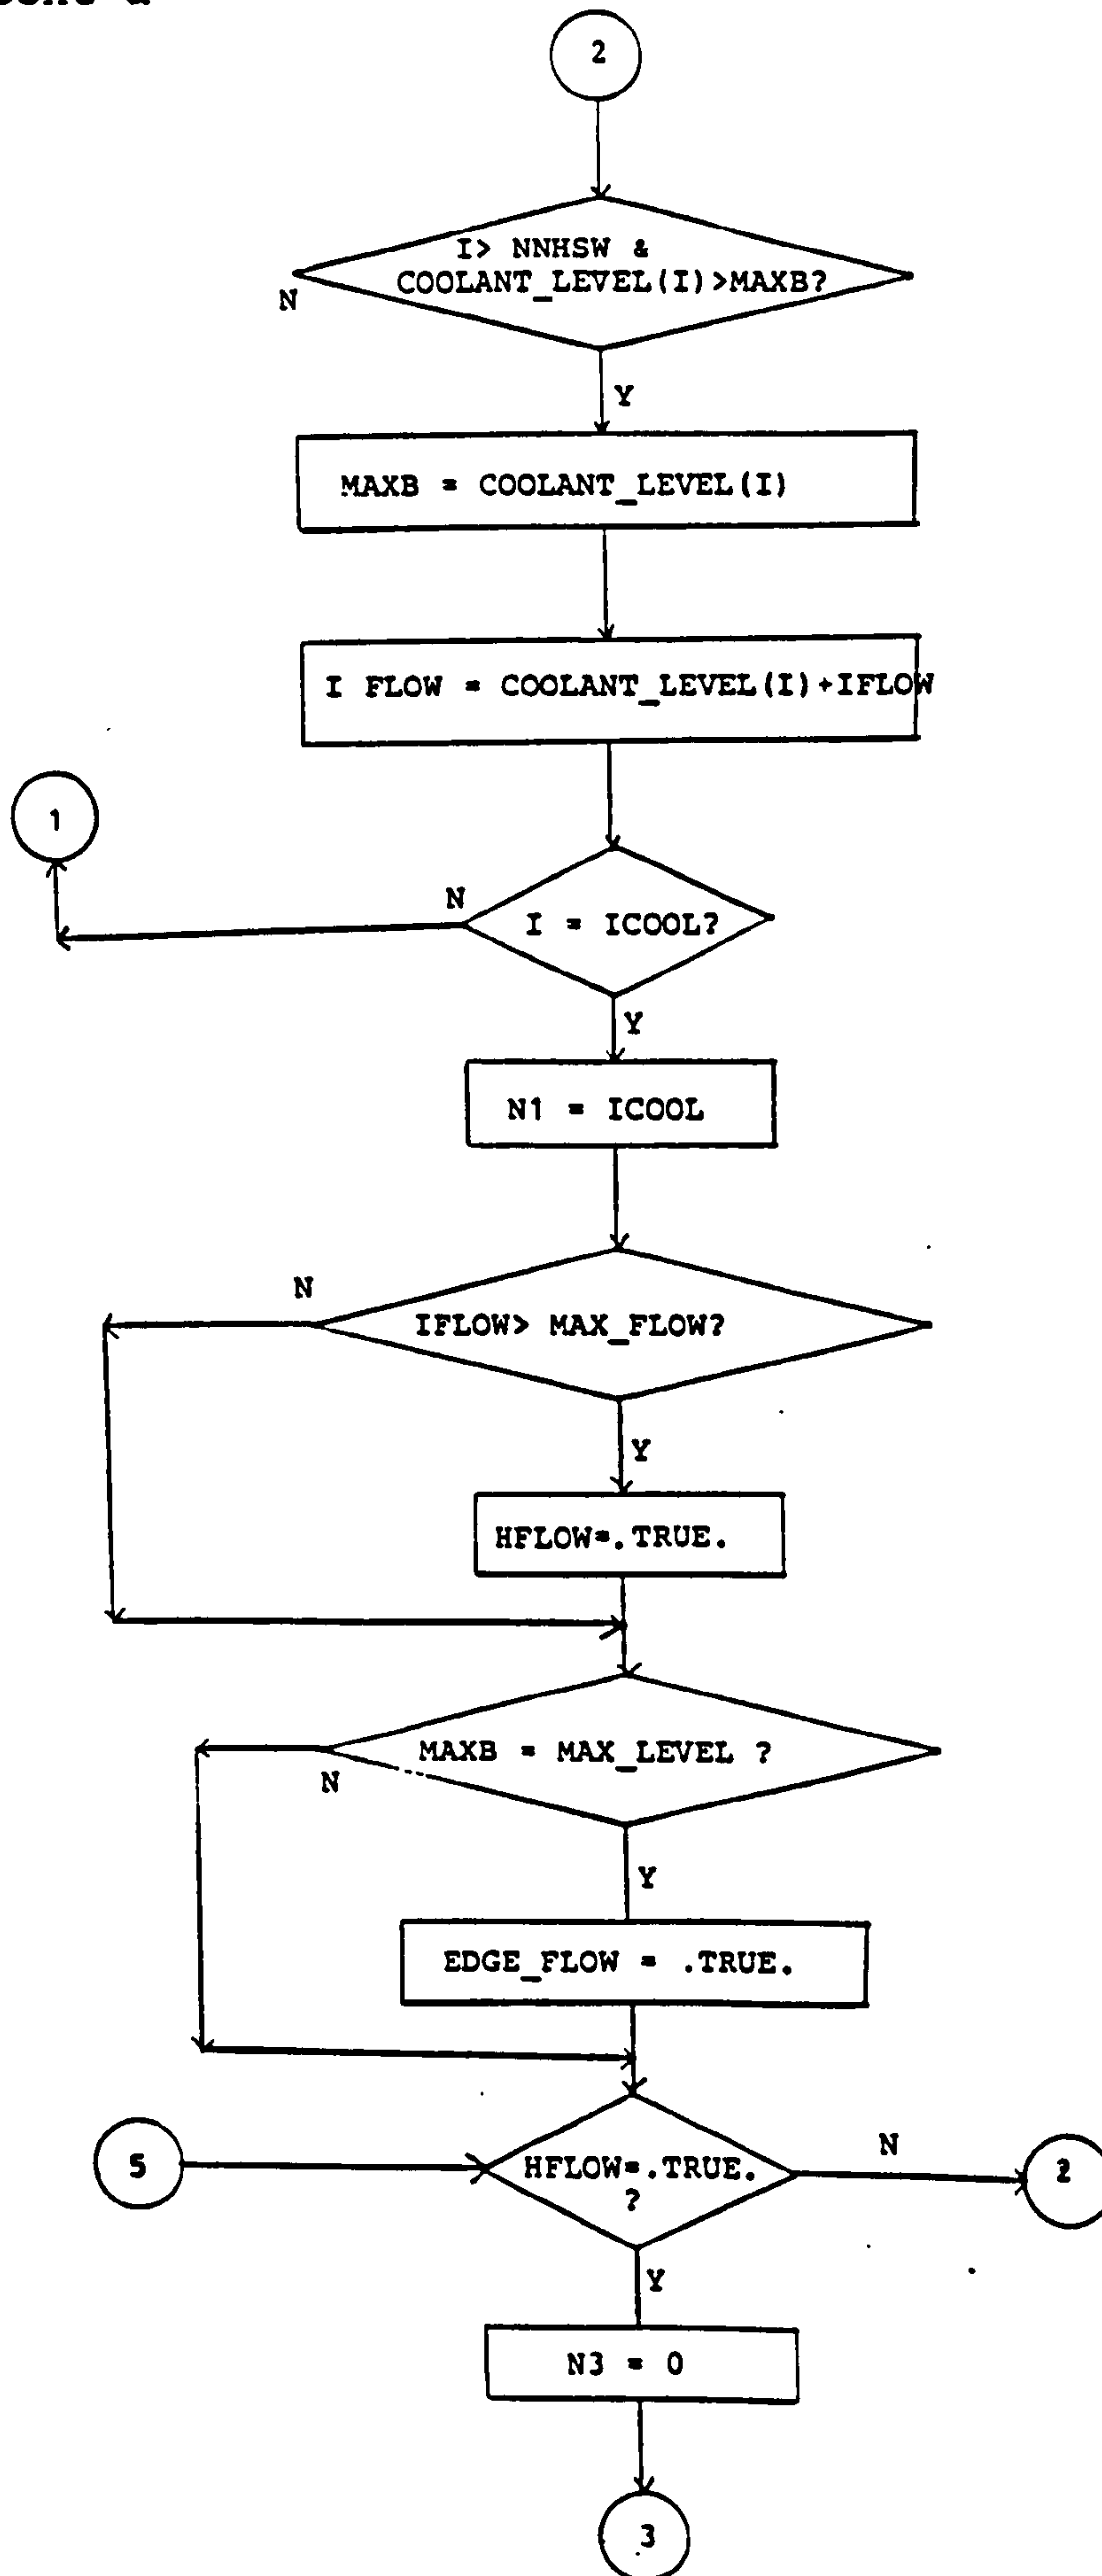 2
I> NNHSW &
COOLANT_LEVEL(I)>MAXB?
N
Y
MAXB = COOLANT_LEVEL(I)
I FLOW = COOLANT_LEVEL(I)+IFLOW
1
N
I = ICOOL?
Y
N1 = ICOOL
N
IFLOW> MAX_FLOW?
Y
HFLOW=.TRUE.
MAXB = MAX_LEVEL ?
N
Y
EDGE_FLOW = .TRUE.
5
HFLOW=.TRUE.
?
N
2
Y
N3 = 0
3